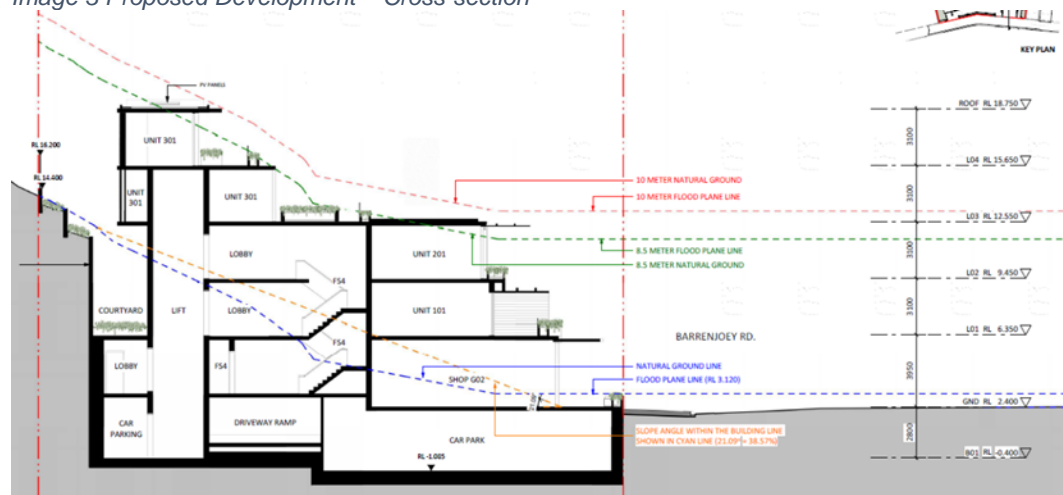 Image 3 Proposed Development – Cross-section
KEY PLAN
PV PANELS
ROOF RL 18.750
3100
UNIT 301
RL 16.200
L04 RL 15.650
RL 14.400
3100
10 METER NATURAL GROUND
UNIT 301
UNIT 301
10 METER FLOOD PLANE LINE
L03 RL 12.550
3100
LOBBY
UNIT 201
8.5 METER FLOOD PLANE LINE
8.5 METER NATURAL GROUND
FS4
L02 RL 9.450
3100
COURTYARD
LIFT
LOBBY
UNIT 101
BARRENJOEY RD.
L01 RL 6.350
FS4
LOBBY
FS4
NATURAL GROUND LINE
3950
SHOP G02
FLOOD PLANE LINE (RL 3.120)
GND RL 2.400
CAR
PARKING
DRIVEWAY RAMP
CAR PARK
SLOPE ANGLE WITHIN THE BUILDING LINE
SHOWN IN CYAN LINE (21.09° = 38.57%)
2800
RL -1.085
B01 RL -0.400